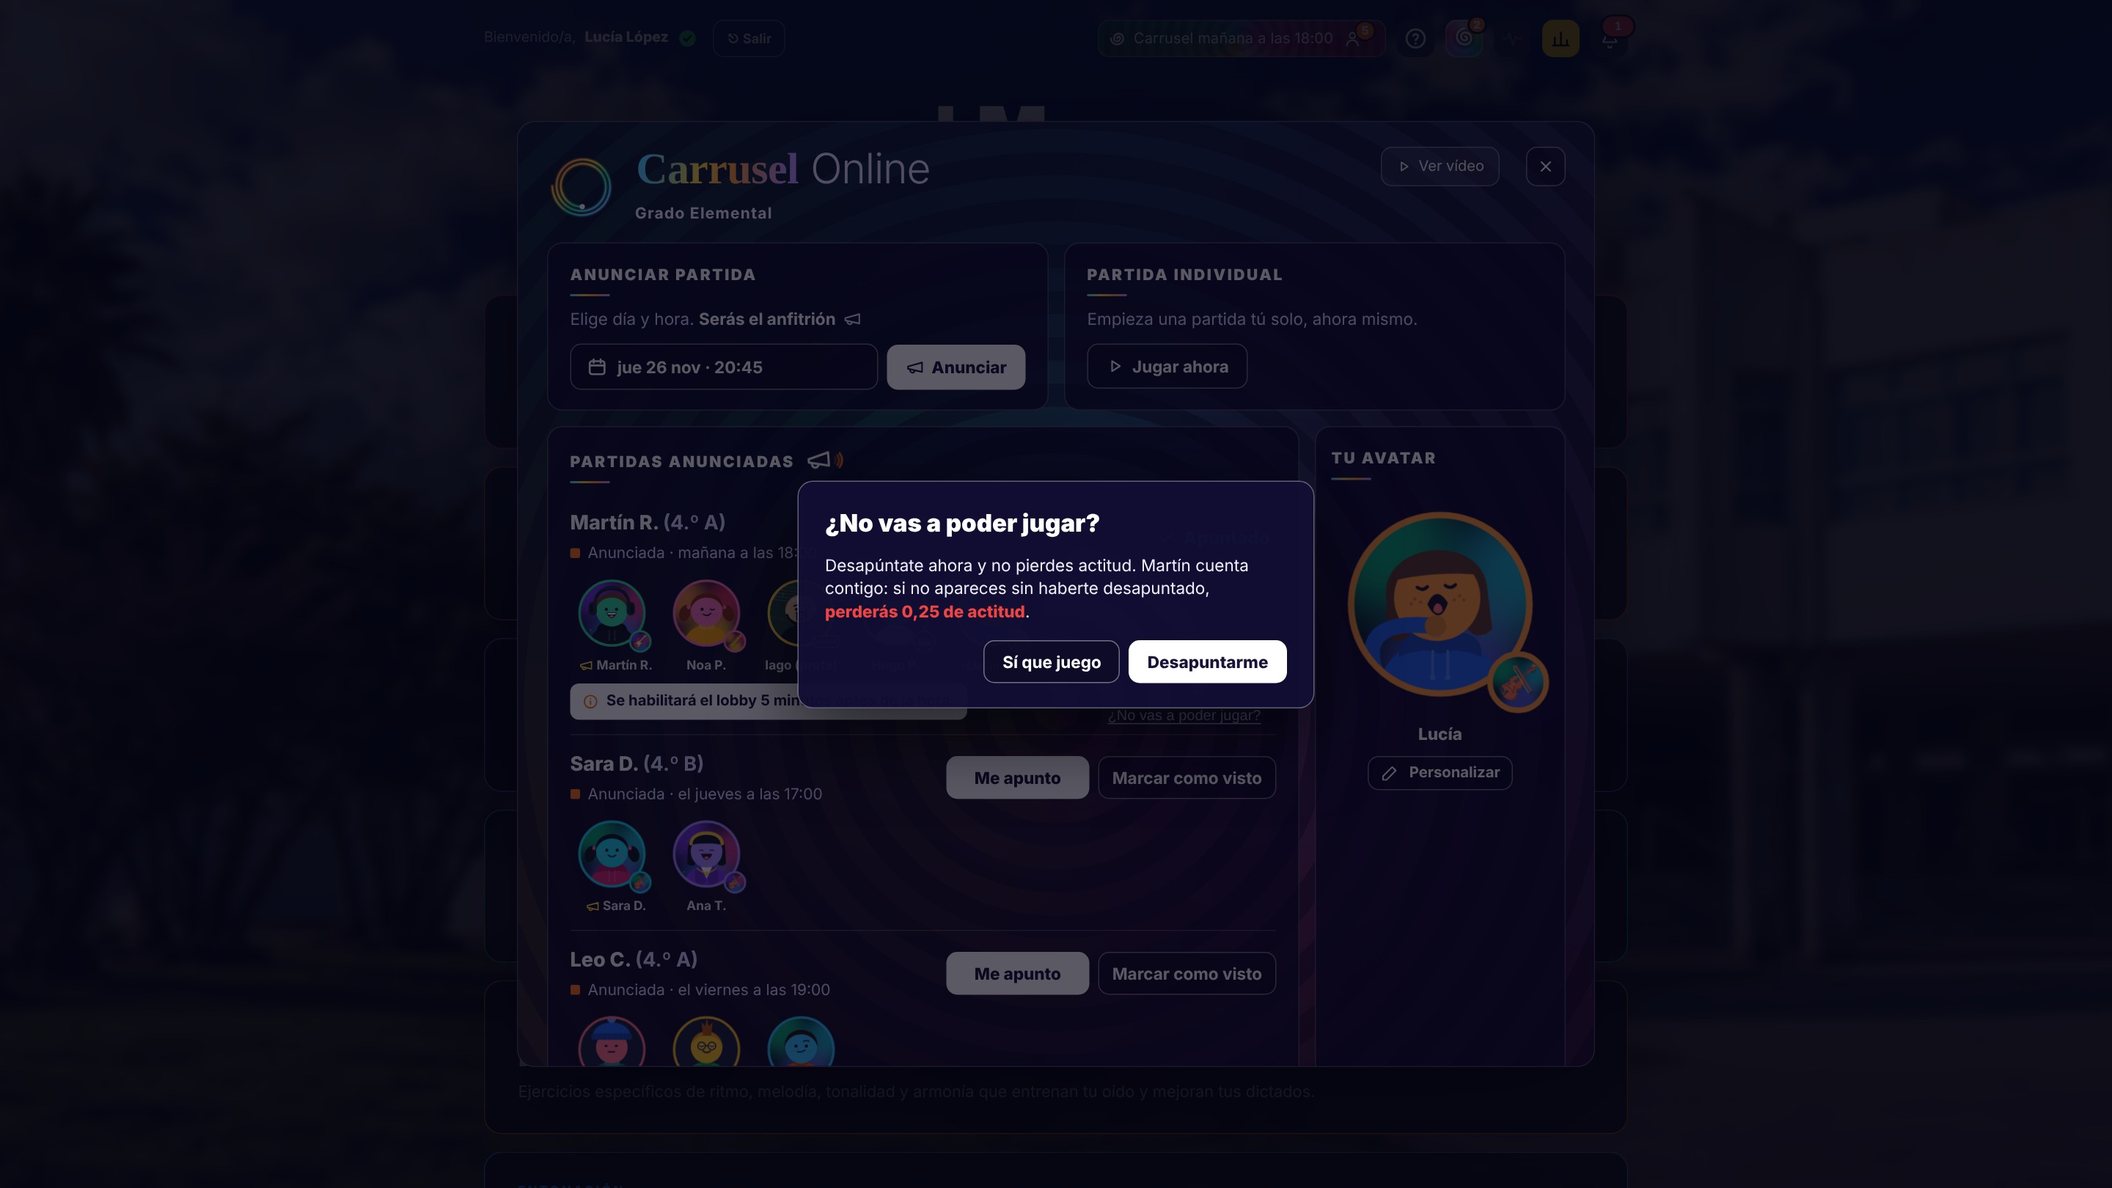 Bienvenido/a, Lucía López
Salir
Carrusel mañana a las 18:00
5
2
1
Carrusel Online
Grado Elemental
Ver vídeo
ANUNCIAR PARTIDA
Elige día y hora. Serás el anfitrión
jue 26 nov · 20:45
Anunciar
PARTIDA INDIVIDUAL
Empieza una partida tú solo, ahora mismo.
Jugar ahora
PARTIDAS ANUNCIADAS
Martín R. (4.º A)
Anunciada · mañana a las 18:00
Apuntado
Martín R.
Noa P.
Iago
Se habilitará el lobby 5 min
¿No vas a poder jugar?
Desapúntate ahora y no pierdes actitud. Martín cuenta
contigo: si no apareces sin haberte desapuntado,
perderás 0,25 de actitud.
Sí que juego
Desapuntarme
¿No vas a poder jugar?
Sara D. (4.º B)
Anunciada · el jueves a las 17:00
Me apunto
Marcar como visto
Sara D.
Ana T.
Leo C. (4.º A)
Anunciada · el viernes a las 19:00
Me apunto
Marcar como visto
TU AVATAR
Lucía
Personalizar
Ejercicios específicos de ritmo, melodía, tonalidad y armonía que entrenan tu oído y mejoran tus dictados.